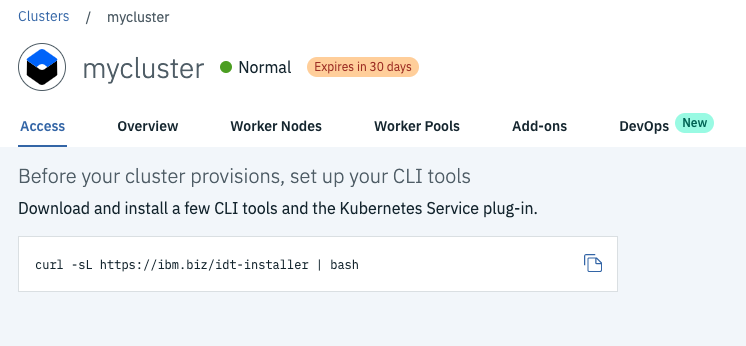 Clusters / mycluster
mycluster Normal Expires in 30 days
Access Overview Worker Nodes Worker Pools Add-ons DevOps New
Before your cluster provisions, set up your CLI tools
Download and install a few CLI tools and the Kubernetes Service plug-in.
curl -sL https://ibm.biz/idt-installer | bash